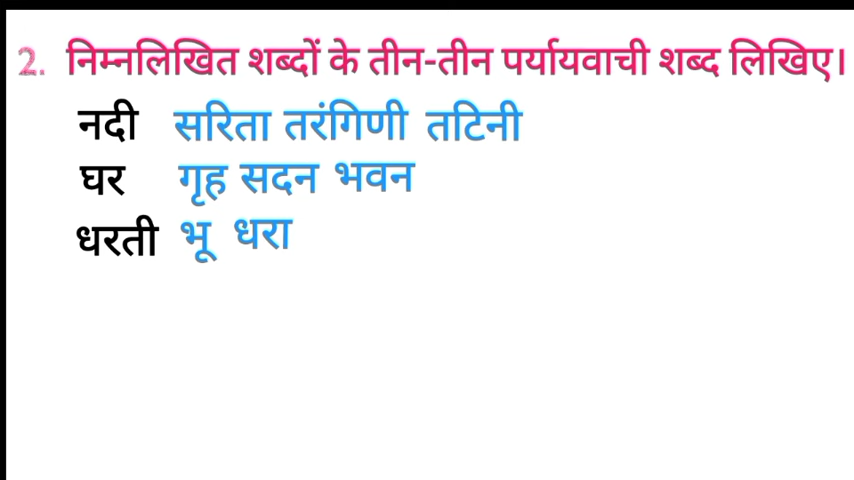 2. निम्नलिखित शब्दों के तीन-तीन पर्यायवाची शब्द लिखिए।
नदी सरिता तरंगिणी तटिनी
घर गृह सदन भवन
धरती भू धरा